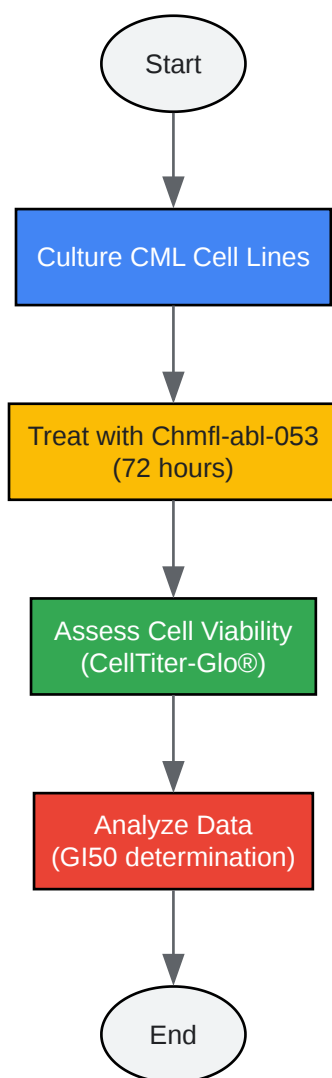 Start
Culture CML Cell Lines
Treat with Chmfl-abl-053
(72 hours)
Assess Cell Viability
(CellTiter-Glo®)
Analyze Data
(GI50 determination)
End